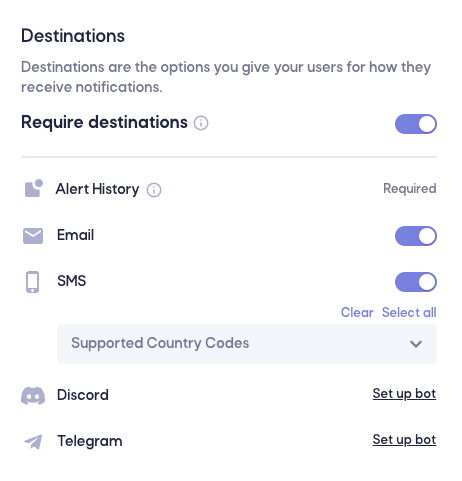 Destinations
Destinations are the options you give your users for how they
receive notifications.
Require destinations
Alert History Required
Email
SMS
Clear Select all
Supported Country Codes
Discord Set up bot
Telegram Set up bot